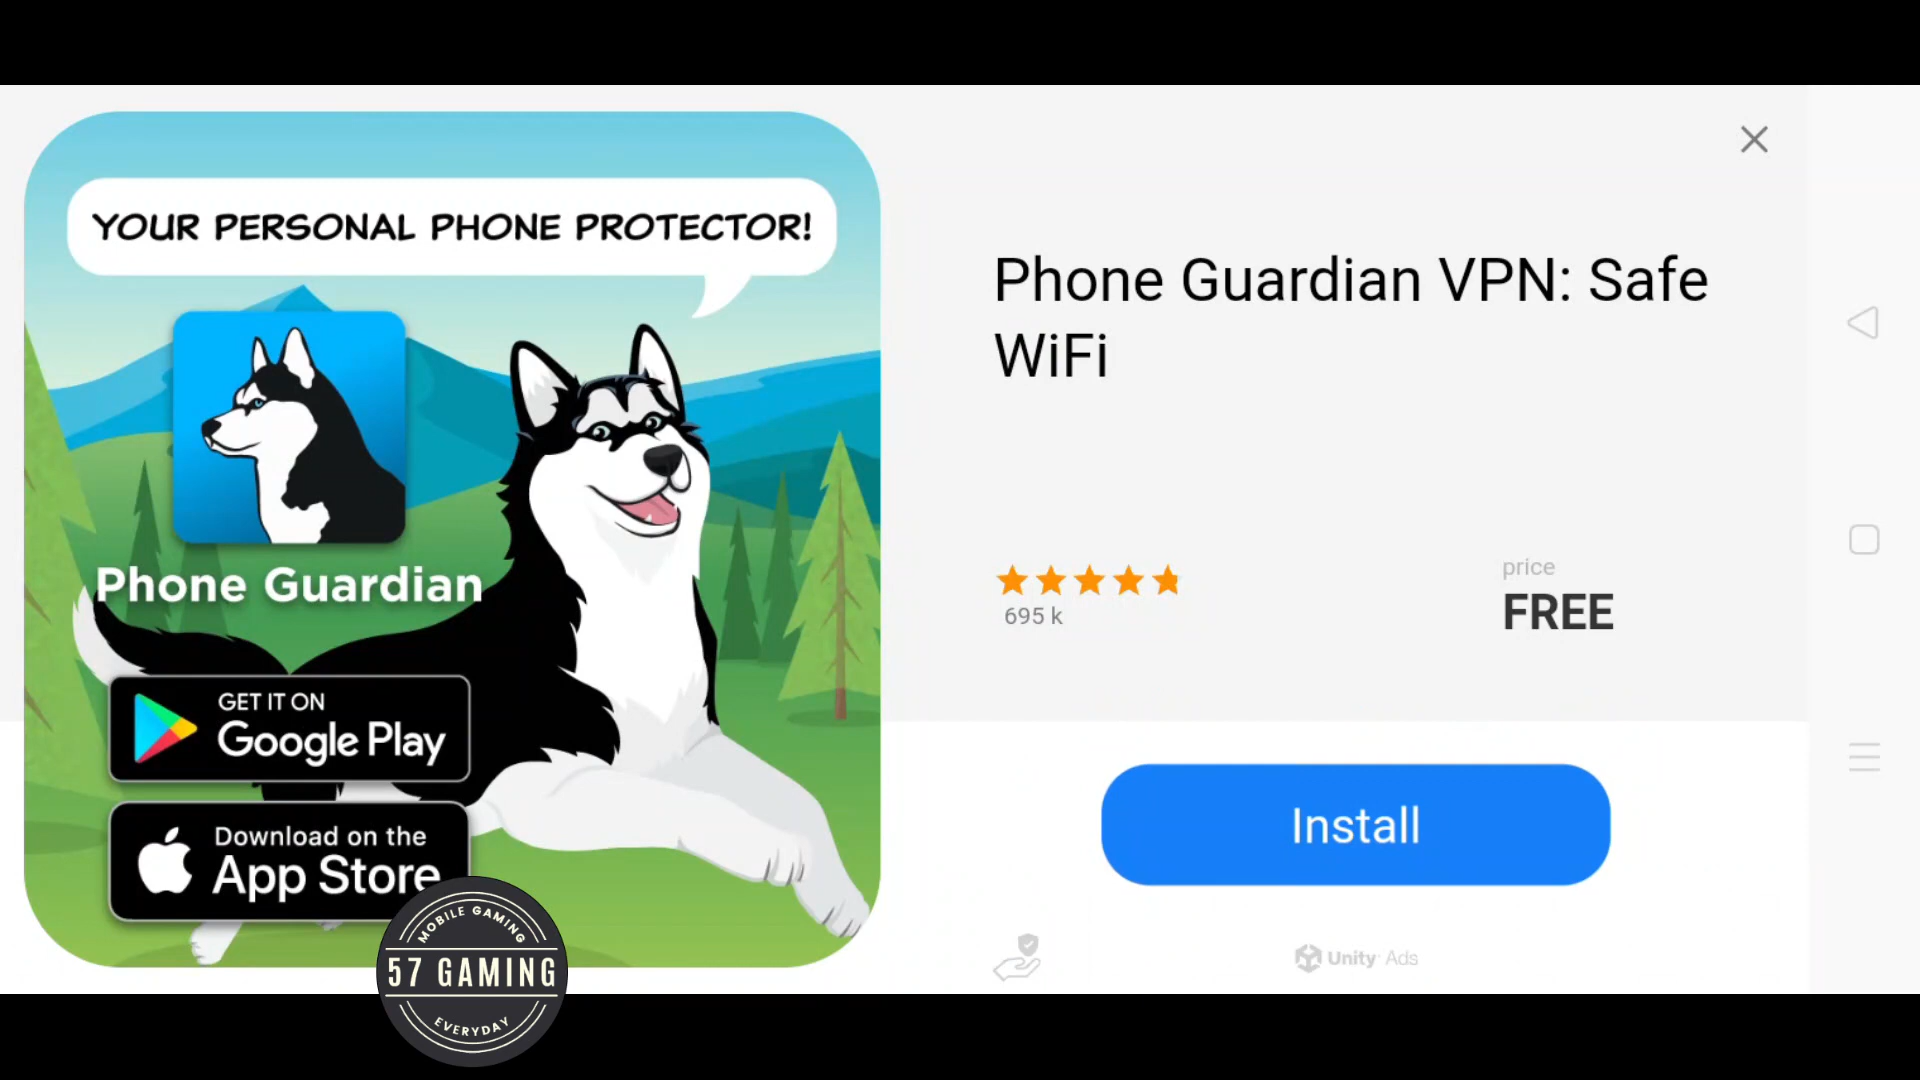 YOUR PERSONAL PHONE PROTECTOR!
Phone Guardian
GET IT ON
Google Play
Download on the
App Store
MOBILE GAMING
57 GAMING
EVERYDAY
Phone Guardian VPN: Safe
WiFi
695 k
price
FREE
Install
Unity Ads